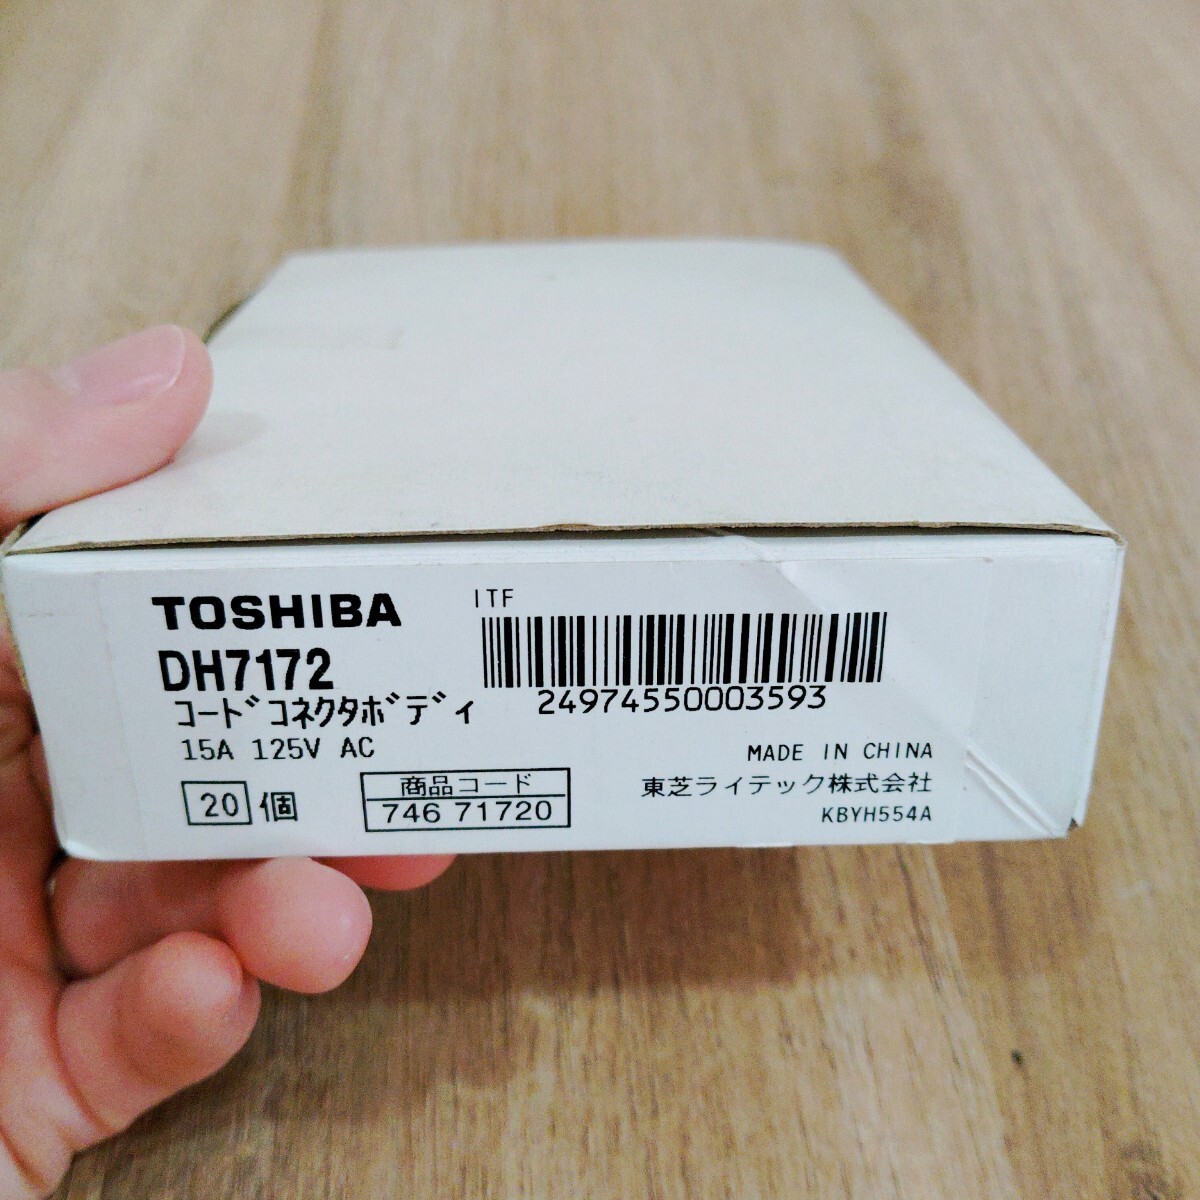 TOSHIBA
ITF
DH7172
24974550003593
ｺｰﾄﾞｺﾈｸﾀﾎﾞﾃﾞｨ
15A 125V AC
MADE IN CHINA
20 個
商品コード
東芝ライテック株式会社
746 71720
KBYH554A